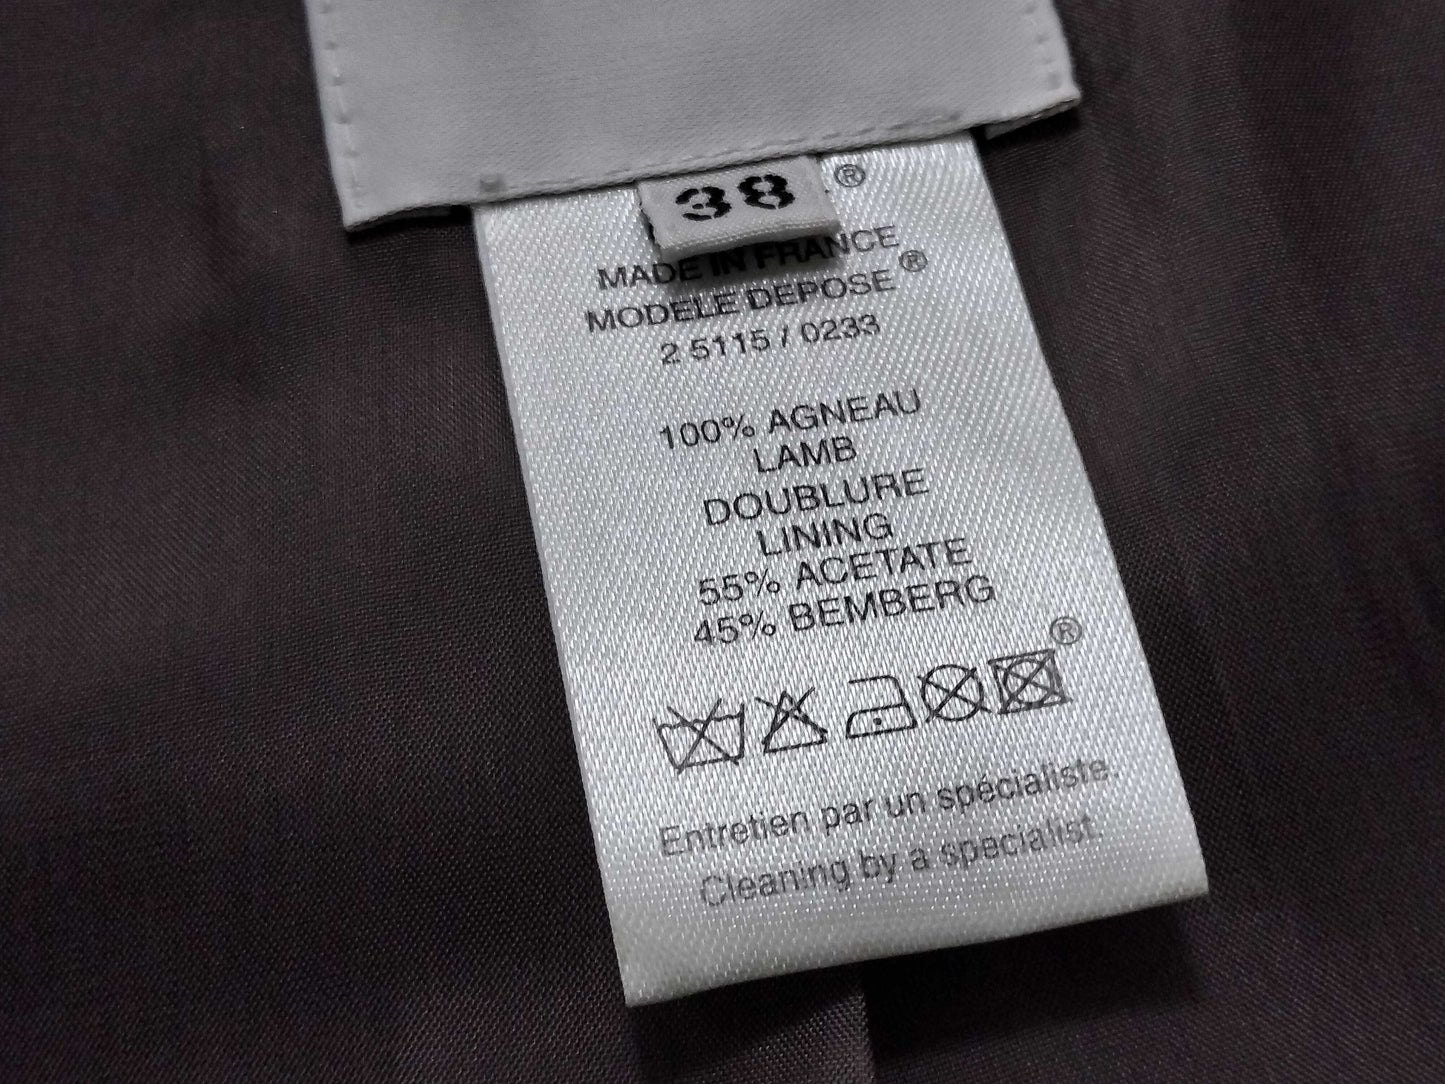 38 ®
MADE IN FRANCE
MODELE DEPOSE ®
2 5115 / 0233
100% AGNEAU
LAMB
DOUBLURE
LINING
55% ACETATE
45% BEMBERG
®
Entretien par un spécialiste.
Cleaning by a specialist.